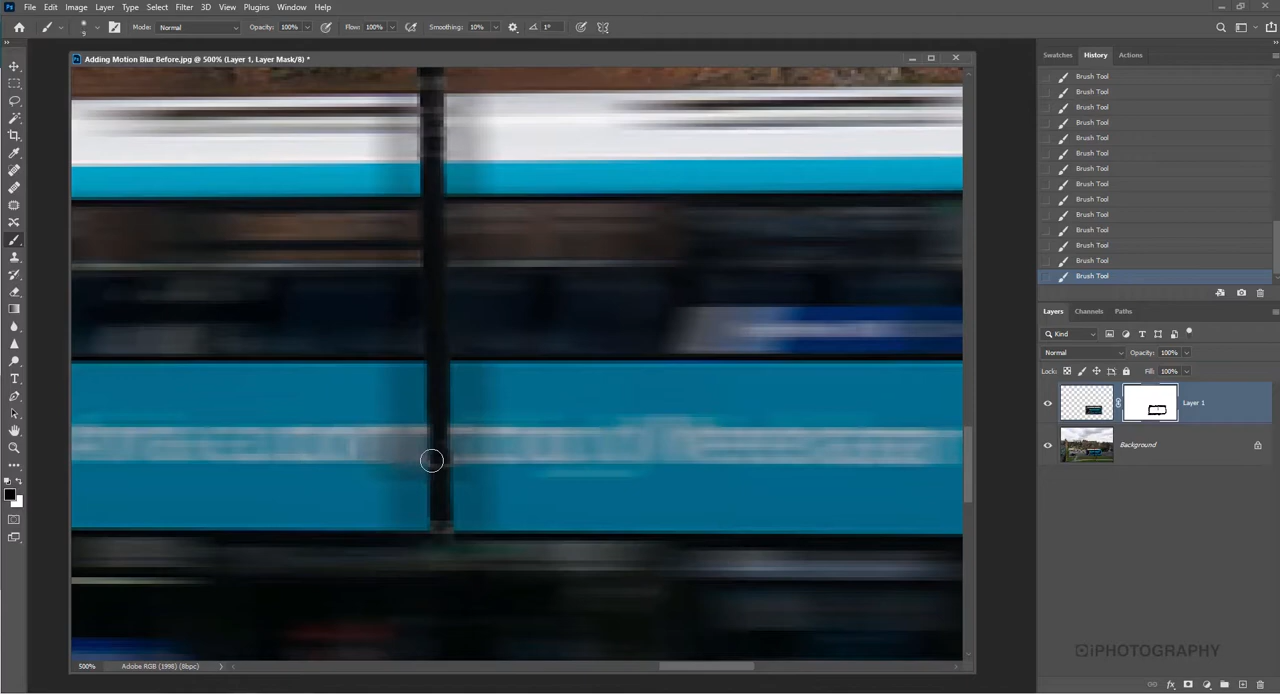 Ps File Edit Image Layer Type Select Filter 3D View Plugins Window Help
9 Mode: Normal Opacity: 100% Flow: 100% Smoothing: 10% 1°
Adding Motion Blur Before.jpg @ 500% (Layer 1, Layer Mask/8) *
Swatches History Actions
Brush Tool
Brush Tool
Brush Tool
Brush Tool
Brush Tool
Brush Tool
Brush Tool
Brush Tool
Brush Tool
Brush Tool
Brush Tool
Brush Tool
Brush Tool
Brush Tool
Layers Channels Paths
Kind
Normal Opacity: 100%
Lock: Fill: 100%
Layer 1
Background
iPHOTOGRAPHY
500% Adobe RGB (1998) (8bpc)